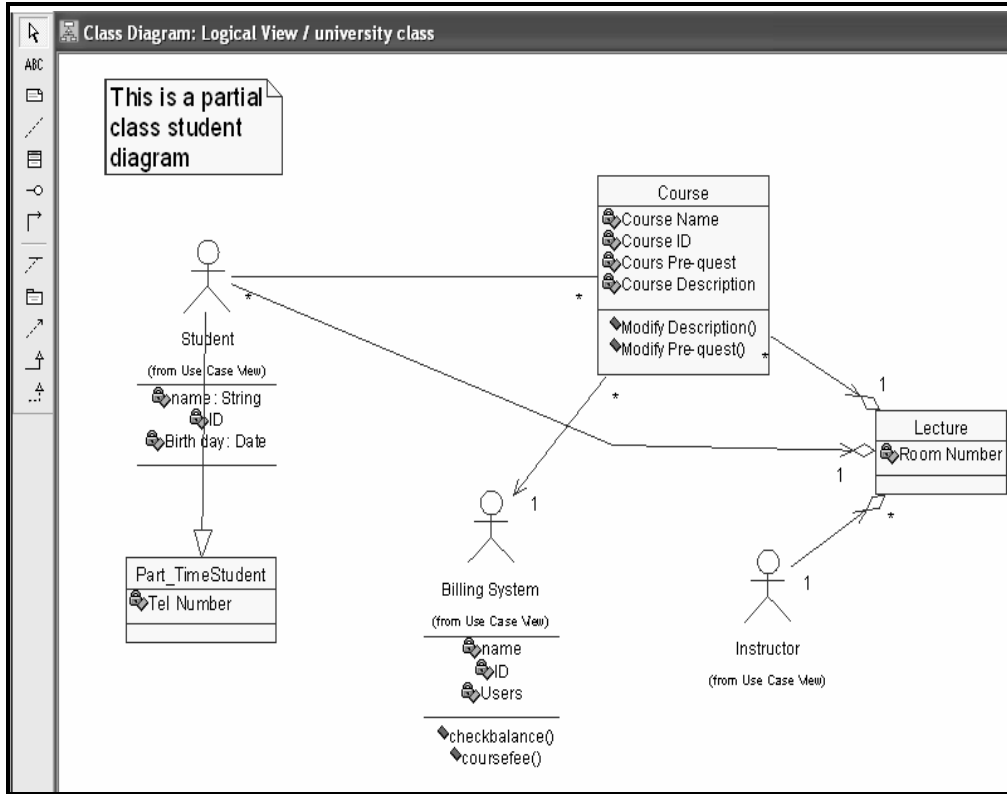 Class Diagram: Logical View / university class
ABC
This is a partial
class student
diagram
Course
Course Name
Course ID
Cours Pre-quest
Course Description
Modify Description()
Modify Pre-quest()
*
*
*
*
1
1
Student
(from Use Case View)
name : String
ID
Birth day : Date
Lecture
Room Number
*
1
Part_TimeStudent
Tel Number
Billing System
(from Use Case View)
name
ID
Users
checkbalance()
coursefee()
1
Instructor
(from Use Case View)